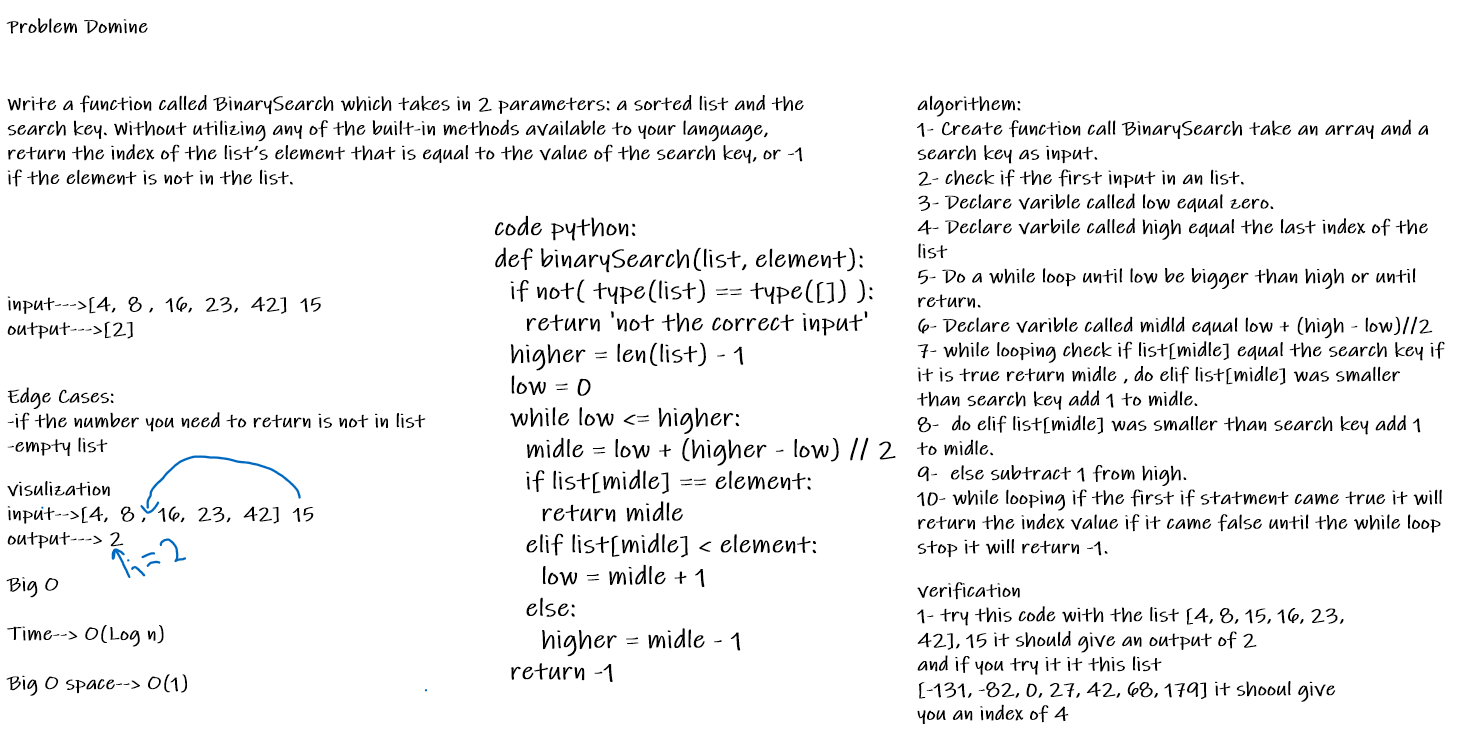 Problem Domine
Write a function called BinarySearch which takes in 2 parameters: a sorted list and the
search key. Without utilizing any of the built-in methods available to your language,
return the index of the list's element that is equal to the value of the search key, or -1
if the element is not in the list.
input--->[4, 8 , 16, 23, 42] 15
output--->[2]
Edge Cases:
-if the number you need to return is not in list
-empty list
visulization
input-->[4, 8 , 16, 23, 42] 15
output---> 2
i=2
Big O
Time--> O(Log n)
Big O space--> O(1)
code python:
def binarySearch(list, element):
if not( type(list) == type([]) ):
return 'not the correct input'
higher = len(list) - 1
low = 0
while low <= higher:
midle = low + (higher - low) // 2
if list[midle] == element:
return midle
elif list[midle] < element:
low = midle + 1
else:
higher = midle - 1
return -1
algorithem:
1- Create function call BinarySearch take an array and a
search key as input.
2- check if the first input in an list.
3- Declare varible called low equal zero.
4- Declare varbile called high equal the last index of the
list
5- Do a while loop until low be bigger than high or until
return.
6- Declare varible called midld equal low + (high - low)//2
7- while looping check if list[midle] equal the search key if
it is true return midle , do elif list[midle] was smaller
than search key add 1 to midle.
8- do elif list[midle] was smaller than search key add 1
to midle.
9- else subtract 1 from high.
10- while looping if the first if statment came true it will
return the index value if it came false until the while loop
stop it will return -1.
verification
1- try this code with the list [4, 8, 15, 16, 23,
42], 15 it should give an output of 2
and if you try it it this list
[-131, -82, 0, 27, 42, 68, 179] it shooul give
you an index of 4